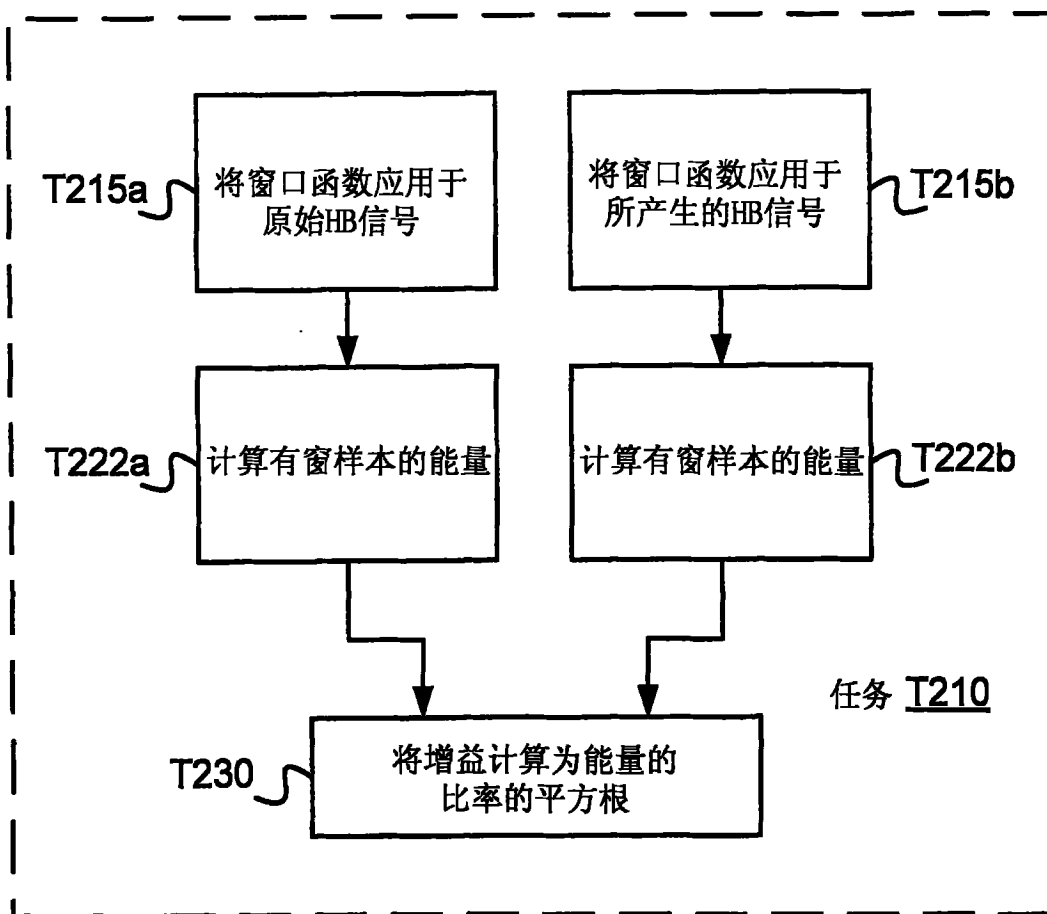 T215a
将窗口函数应用于
原始HB信号
将窗口函数应用于
所产生的HB信号
T215b
T222a
计算有窗样本的能量
计算有窗样本的能量
T222b
任务 T210
T230
将增益计算为能量的
比率的平方根